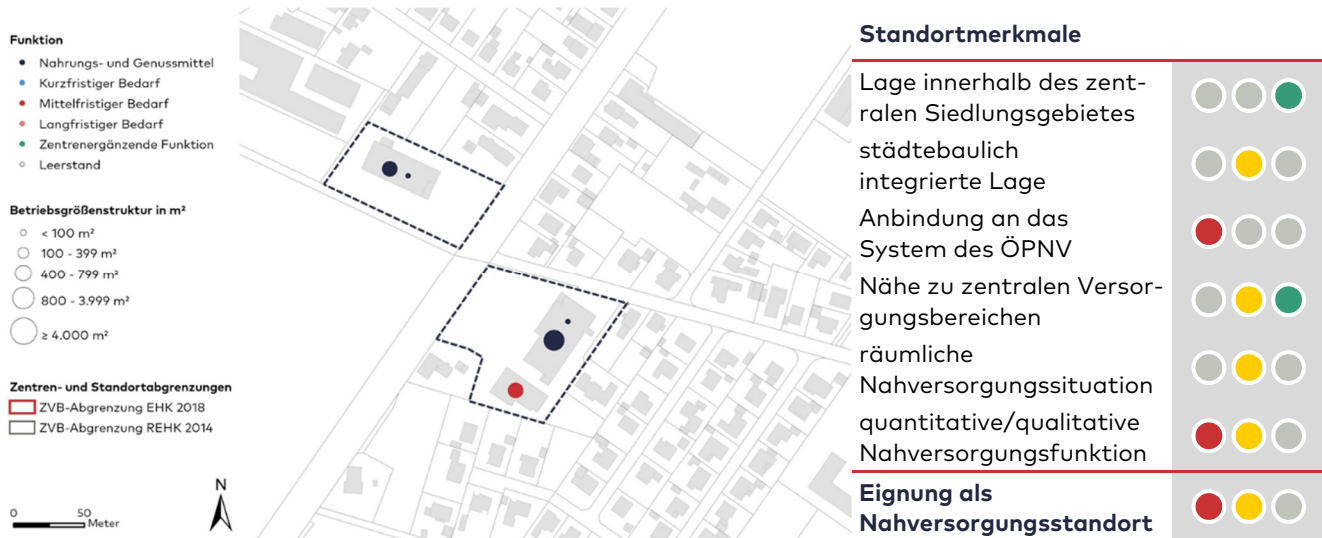 Funktion
Nahrungs- und Genussmittel
Kurzfristiger Bedarf
Mittelfristiger Bedarf
Langfristiger Bedarf
Zentrenergänzende Funktion
Leerstand
Betriebsgrößenstruktur in m²
< 100 m²
100 - 399 m²
400 - 799 m²
800 - 3.999 m²
≥ 4.000 m²
Zentren- und Standortabgrenzungen
ZVB-Abgrenzung EHK 2018
ZVB-Abgrenzung REHK 2014
0 50
Meter
N
Standortmerkmale
Lage innerhalb des zent-
ralen Siedlungsgebietes
städtebaulich
integrierte Lage
Anbindung an das
System des ÖPNV
Nähe zu zentralen Versor-
gungsbereichen
räumliche
Nahversorgungssituation
quantitative/qualitative
Nahversorgungsfunktion
Eignung als
Nahversorgungsstandort